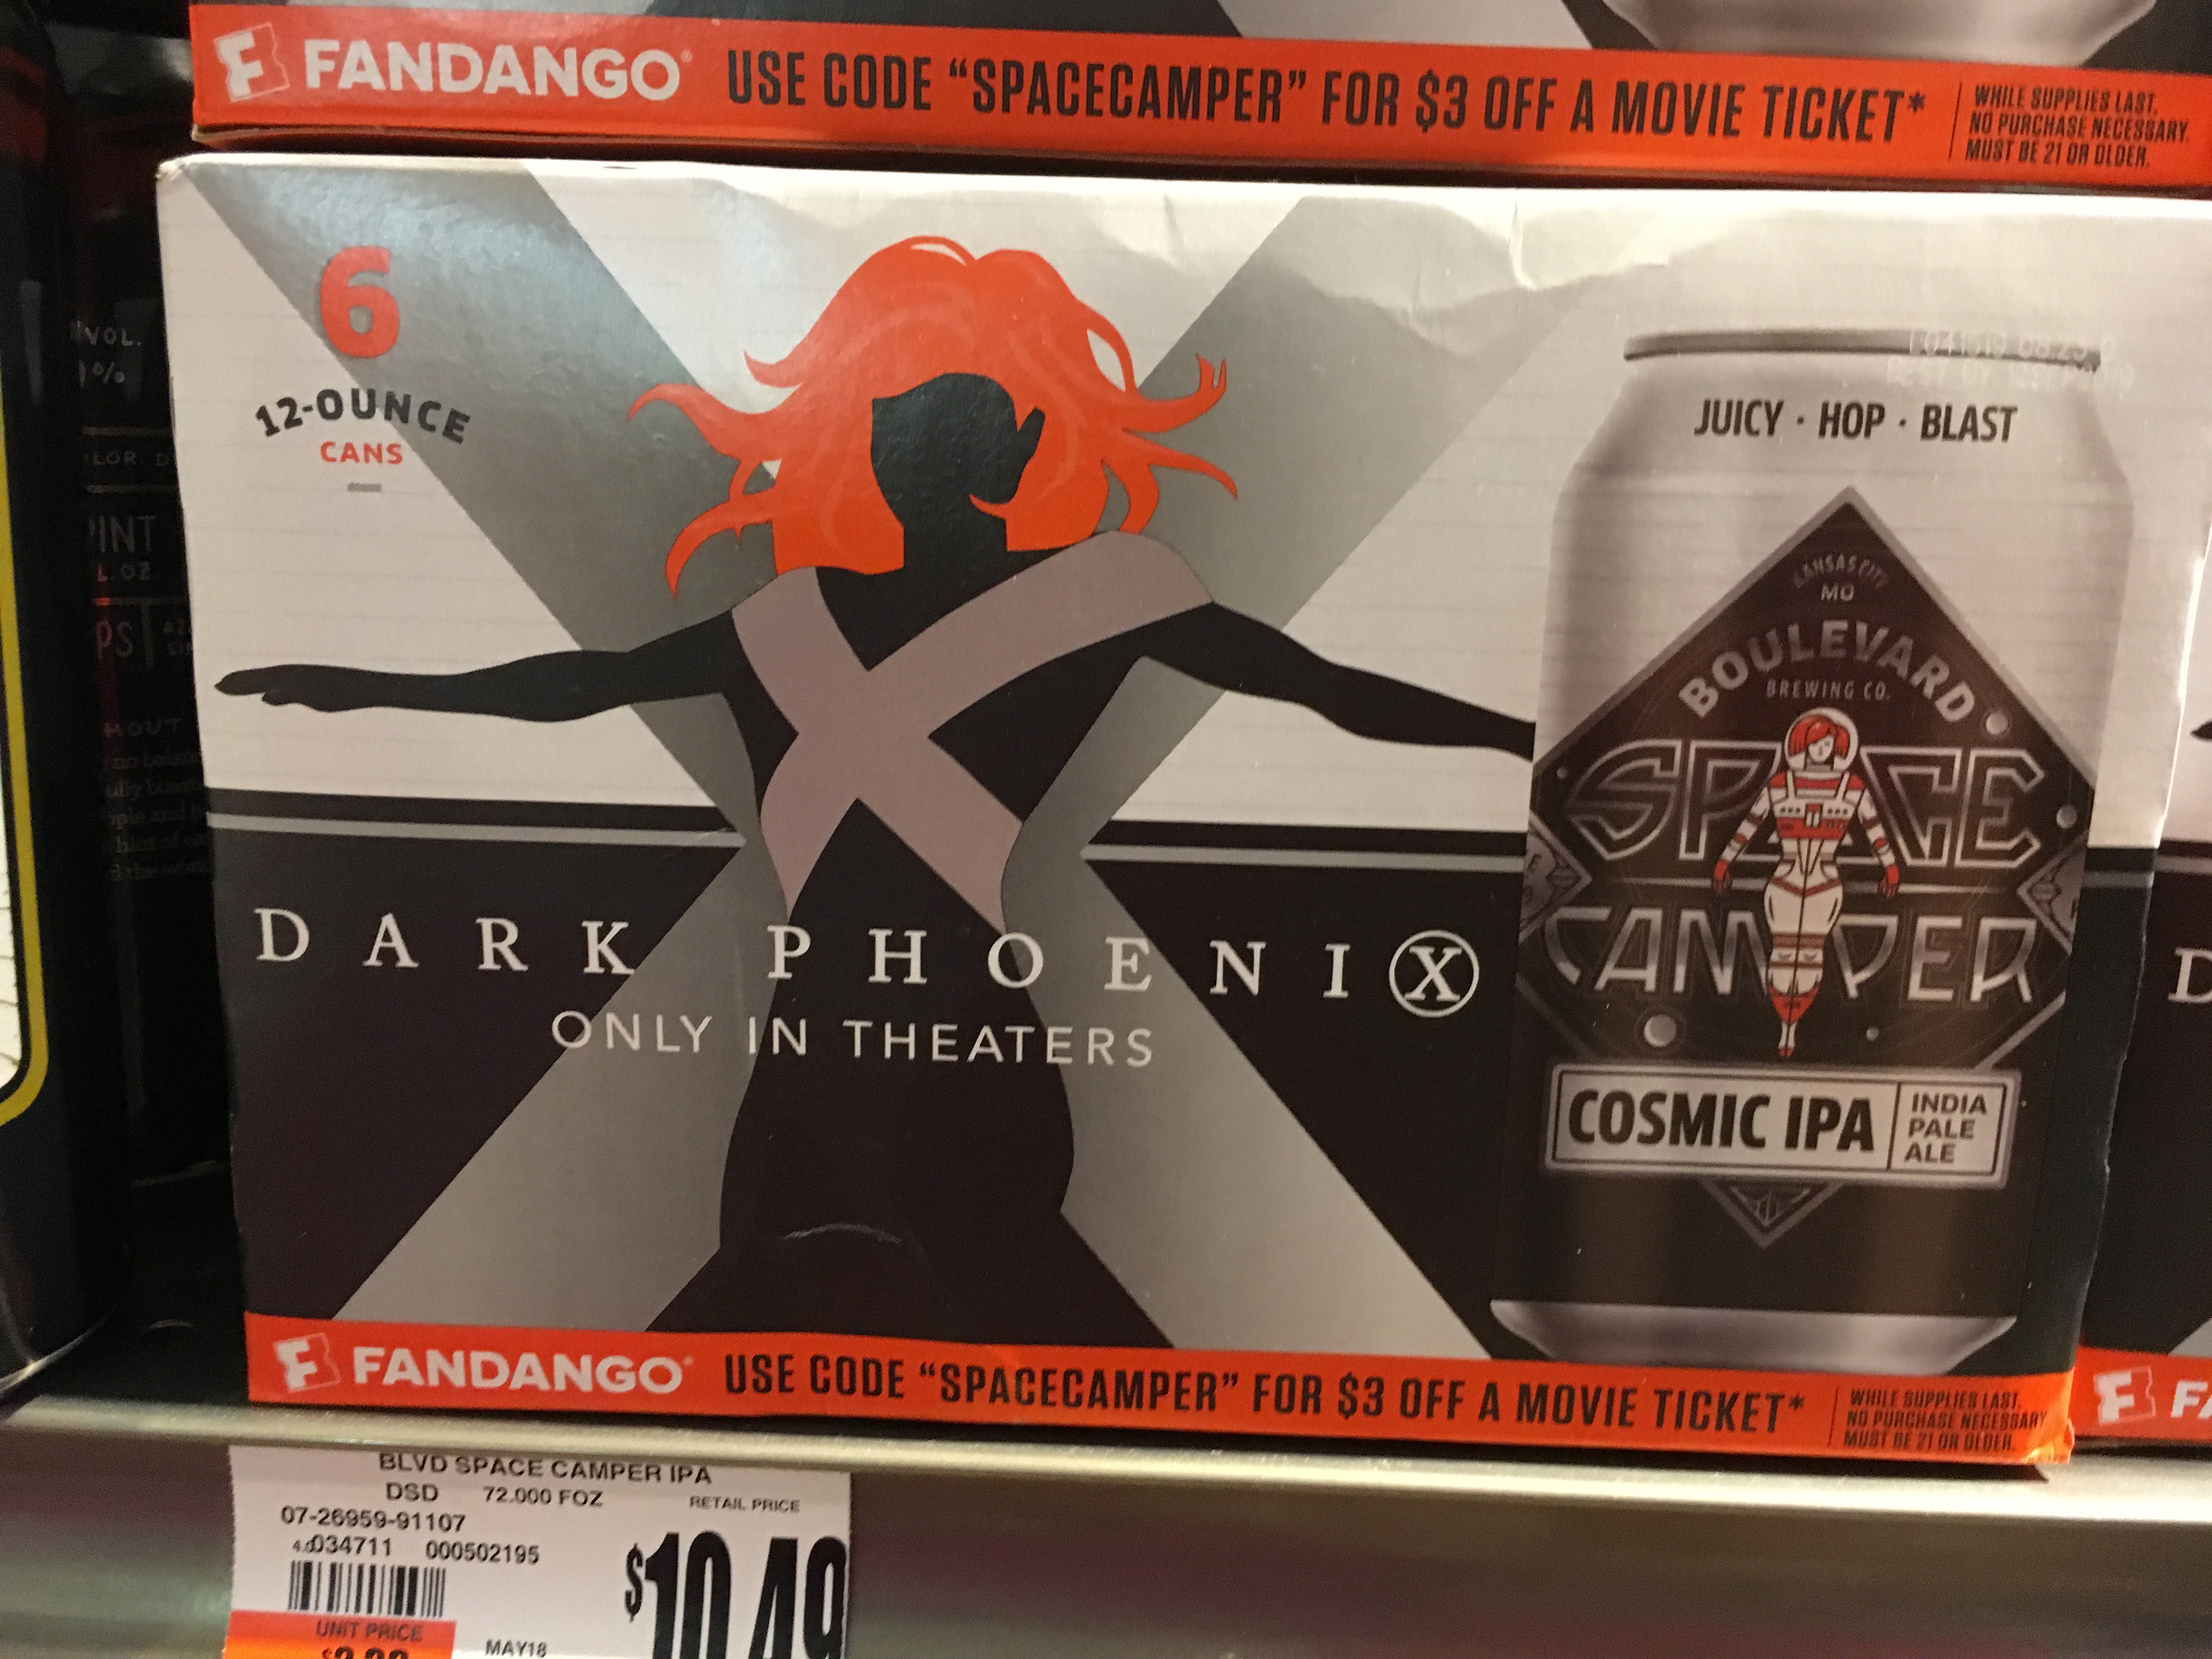 FANDANGO
USE CODE “SPACECAMPER” FOR $3 OFF A MOVIE TICKET*
WHILE SUPPLIES LAST.
NO PURCHASE NECESSARY.
MUST BE 21 OR OLDER.
6
12-OUNCE
CANS
JUICY · HOP · BLAST
KANSAS CITY
MO
BOULEVARD
BREWING CO.
SPACE
CAMPER
COSMIC IPA
INDIA
PALE
ALE
DARK PHOENIX
ONLY IN THEATERS
FANDANGO
USE CODE “SPACECAMPER” FOR $3 OFF A MOVIE TICKET*
WHILE SUPPLIES LAST.
NO PURCHASE NECESSARY
MUST BE 21 OR OLDER.
BLVD SPACE CAMPER IPA
DSD 72.000 FOZ
RETAIL PRICE
07-26959-91107
034711 000502195
$10.49
UNIT PRICE
MAY18
VOL.
%